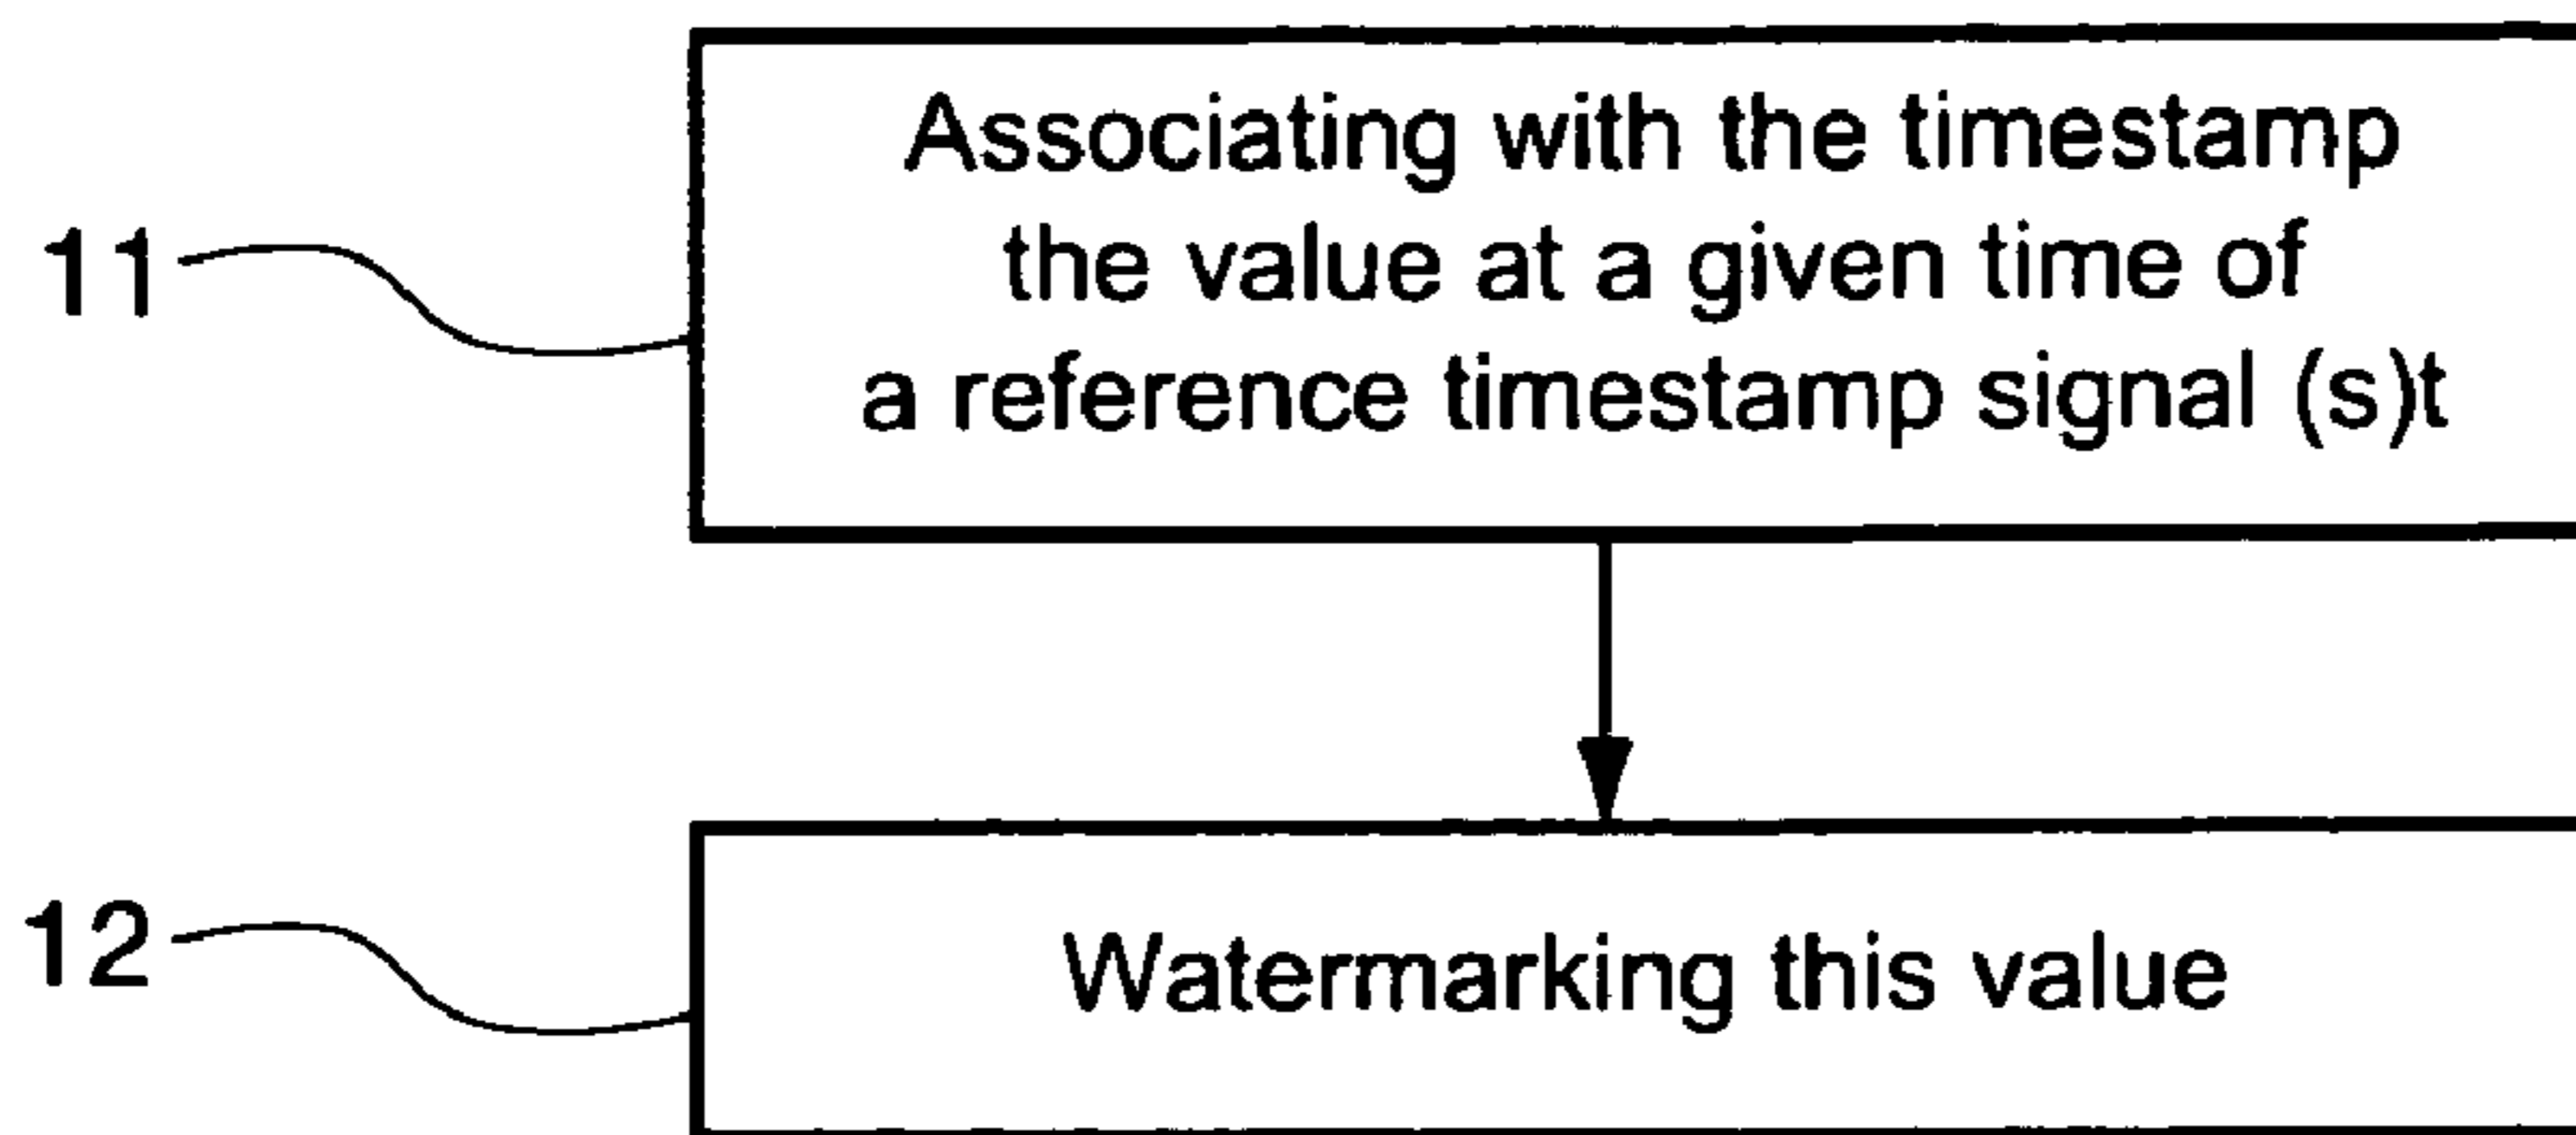 Associating with the timestamp
11
the value at a given time of
a reference timestamp signal (s)t
12
Watermarking this value